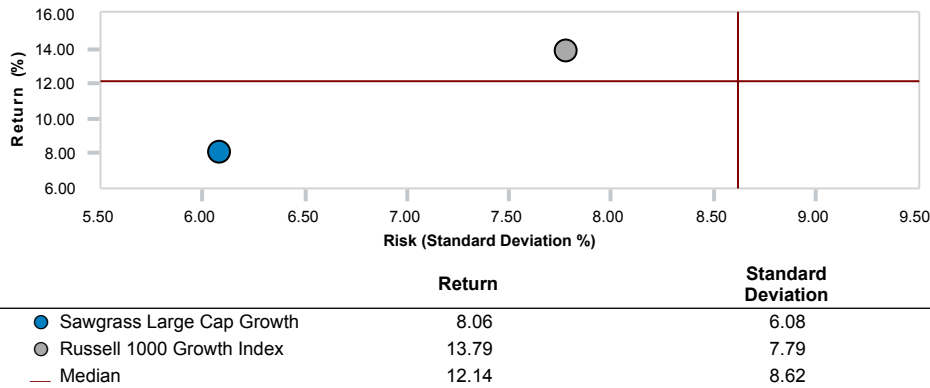 16.00
14.00
12.00
10.00
8.00
6.00
Return (%)
5.50 6.00 6.50 7.00 7.50 8.00 8.50 9.00 9.50
Risk (Standard Deviation %)
Return Standard Deviation
Sawgrass Large Cap Growth 8.06 6.08
Russell 1000 Growth Index 13.79 7.79
Median 12.14 8.62